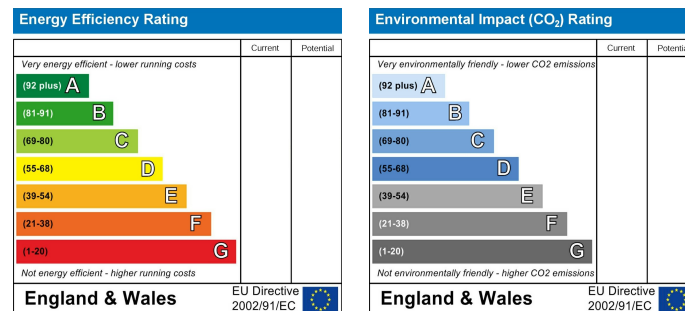 Energy Efficiency Rating
Current Potential
Very energy efficient - lower running costs
(92 plus) A
(81-91) B
(69-80) C
(55-68) D
(39-54) E
(21-38) F
(1-20) G
Not energy efficient - higher running costs
England & Wales
EU Directive
2002/91/EC
Environmental Impact (CO₂) Rating
Current Potentia
Very environmentally friendly - lower CO2 emissions
(92 plus) A
(81-91) B
(69-80) C
(55-68) D
(39-54) E
(21-38) F
(1-20) G
Not environmentally friendly - higher CO2 emissions
England & Wales
EU Directive
2002/91/EC